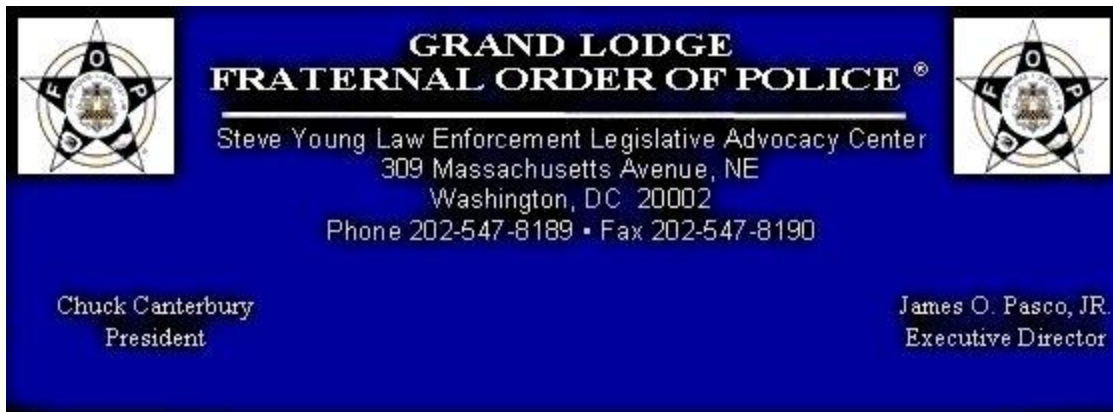 GRAND LODGE
FRATERNAL ORDER OF POLICE ®
Steve Young Law Enforcement Legislative Advocacy Center
309 Massachusetts Avenue, NE
Washington, DC 20002
Phone 202-547-8189 ▪ Fax 202-547-8190
Chuck Canterbury
President
James O. Pasco, JR.
Executive Director
F O P
F O P